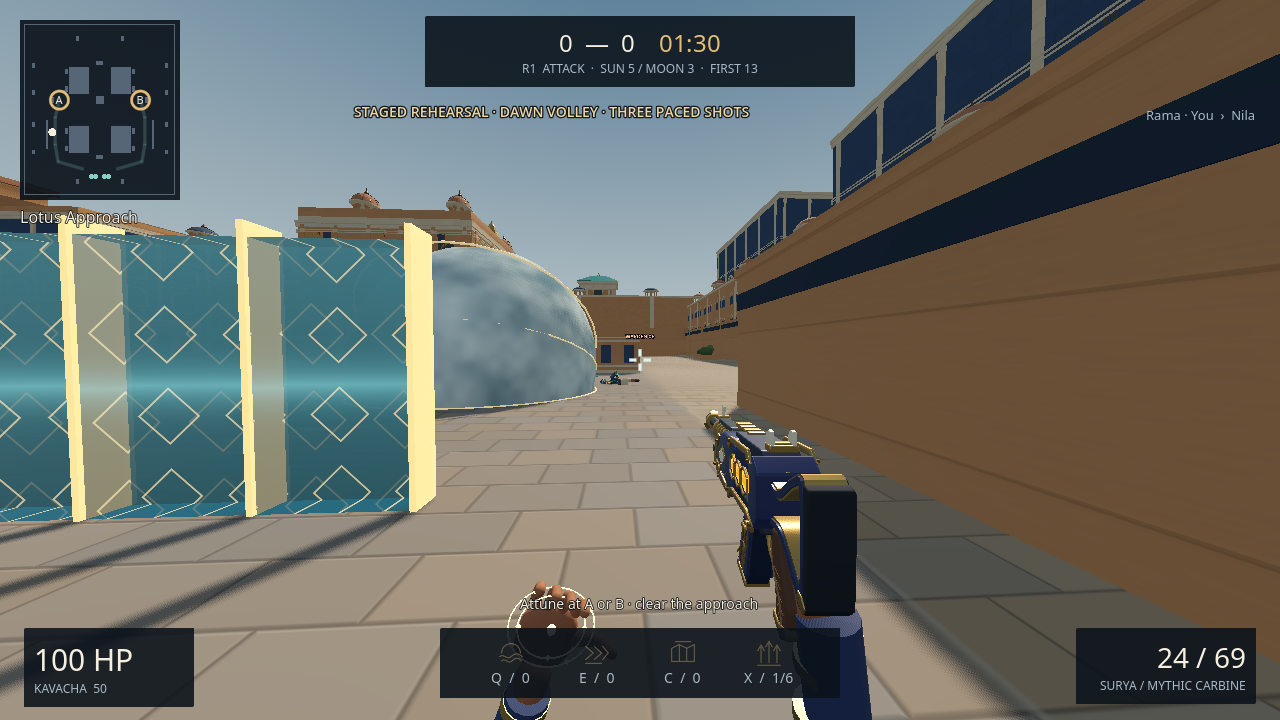 0 — 0 01:30
R1 ATTACK · SUN 5 / MOON 3 · FIRST 13
STAGED REHEARSAL · DAWN VOLLEY · THREE PACED SHOTS
Rama · You › Nila
A
B
Lotus Approach
Attune at A or B · clear the approach
100 HP
KAVACHA 50
Q / 0
E / 0
C / 0
X / 1/6
24 / 69
SURYA / MYTHIC CARBINE